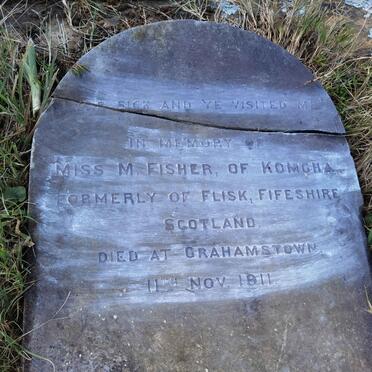 SICK AND YE VISITED ME
IN MEMORY OF
MISS M. FISHER, OF KOMGHA
FORMERLY OF FLISK, FIFESHIRE
SCOTLAND
DIED AT GRAHAMSTOWN
11TH NOV. 1911